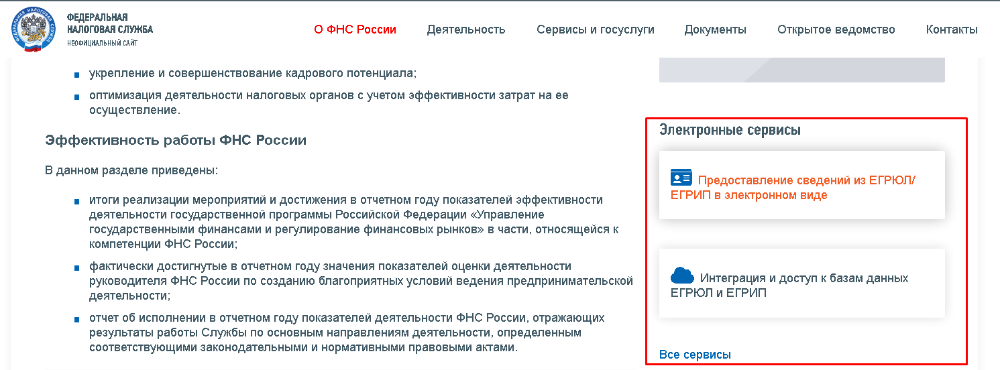 ФЕДЕРАЛЬНАЯ
НАЛОГОВАЯ СЛУЖБА
НЕОФИЦИАЛЬНЫЙ САЙТ
О ФНС России
Деятельность
Сервисы и госуслуги
Документы
Открытое ведомство
Контакты
укрепление и совершенствование кадрового потенциала;
оптимизация деятельности налоговых органов с учетом эффективности затрат на ее
осуществление.
Эффективность работы ФНС России
В данном разделе приведены:
итоги реализации мероприятий и достижения в отчетном году показателей эффективности
деятельности государственной программы Российской Федерации «Управление
государственными финансами и регулирование финансовых рынков» в части, относящейся к
компетенции ФНС России;
фактически достигнутые в отчетном году значения показателей оценки деятельности
руководителя ФНС России по созданию благоприятных условий ведения предпринимательской
деятельности;
отчет об исполнении в отчетном году показателей деятельности ФНС России, отражающих
результаты работы Службы по основным направлениям деятельности, определенным
соответствующими законодательными и нормативными правовыми актами.
Электронные сервисы
Предоставление сведений из ЕГРЮЛ/
ЕГРИП в электронном виде
Интеграция и доступ к базам данных
ЕГРЮЛ и ЕГРИП
Все сервисы